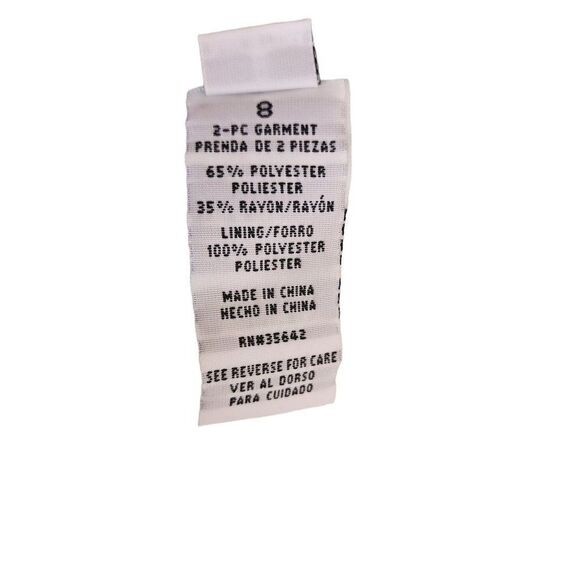 8
2-PC GARMENT
PRENDA DE 2 PIEZAS
65% POLYESTER
POLIESTER
35% RAYON/RAYÓN
LINING/FORRO
100% POLYESTER
POLIESTER
MADE IN CHINA
HECHO IN CHINA
RN#35642
SEE REVERSE FOR CARE
VER AL DORSO
PARA CUIDADO